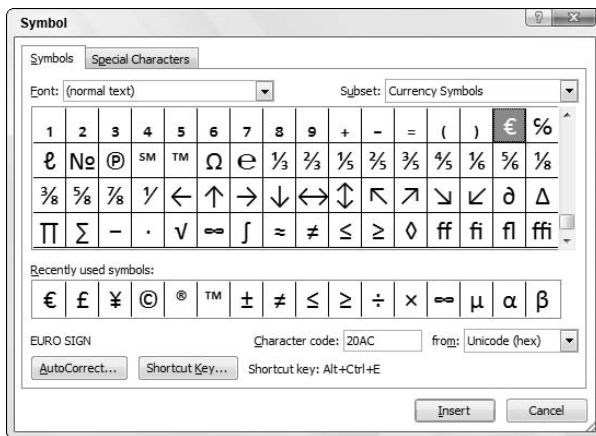 Symbol
Symbols Special Characters
Font: (normal text) Subset: Currency Symbols
1 2 3 4 5 6 7 8 9 + − = ( ) € ℅
ℓ № ℗ ℠ ™ Ω ℮ ⅓ ⅔ ⅕ ⅖ ⅗ ⅘ ⅙ ⅚ ⅛
⅜ ⅝ ⅞ ⅟ ← ↑ → ↓ ↔ ↕ ↖ ↗ ↘ ↙ ∂ ∆
∏ ∑ − ∙ √ ∞ ∫ ≈ ≠ ≤ ≥ ◊ ff fi fl ffi
Recently used symbols:
€ £ ¥ © ® ™ ± ≠ ≤ ≥ ÷ × ∞ µ α β
EURO SIGN Character code: 20AC from: Unicode (hex)
AutoCorrect... Shortcut Key... Shortcut key: Alt+Ctrl+E
Insert Cancel